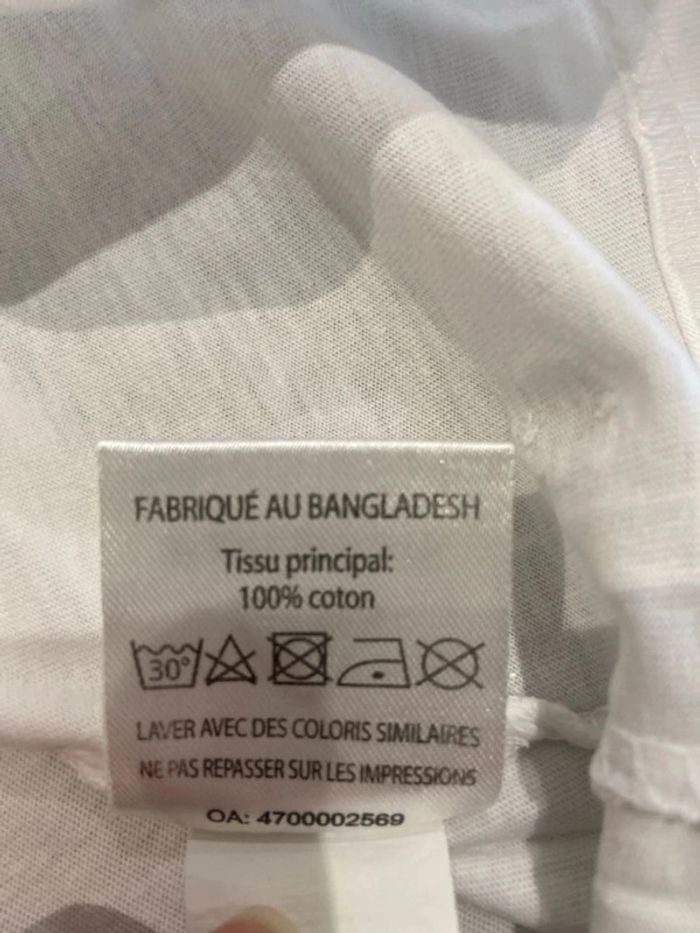 FABRIQUÉ AU BANGLADESH
Tissu principal:
100% coton
30°
LAVER AVEC DES COLORIS SIMILAIRES
NE PAS REPASSER SUR LES IMPRESSIONS
OA: 4700002569